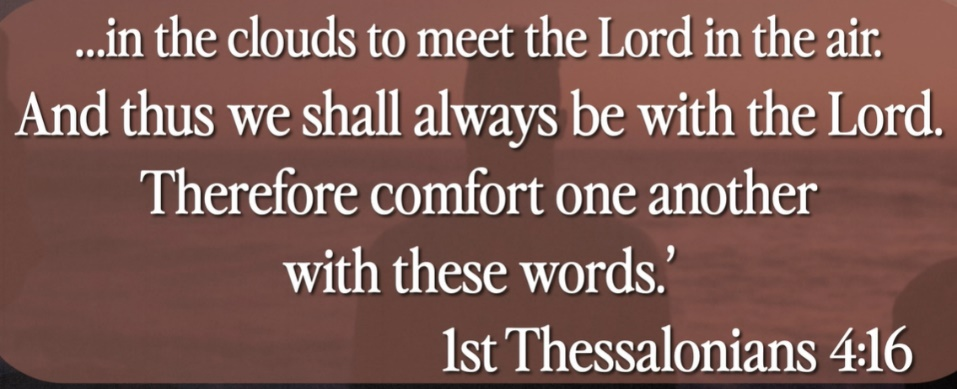 ...in the clouds to meet the Lord in the air.
And thus we shall always be with the Lord.
Therefore comfort one another
with these words.’
1st Thessalonians 4:16